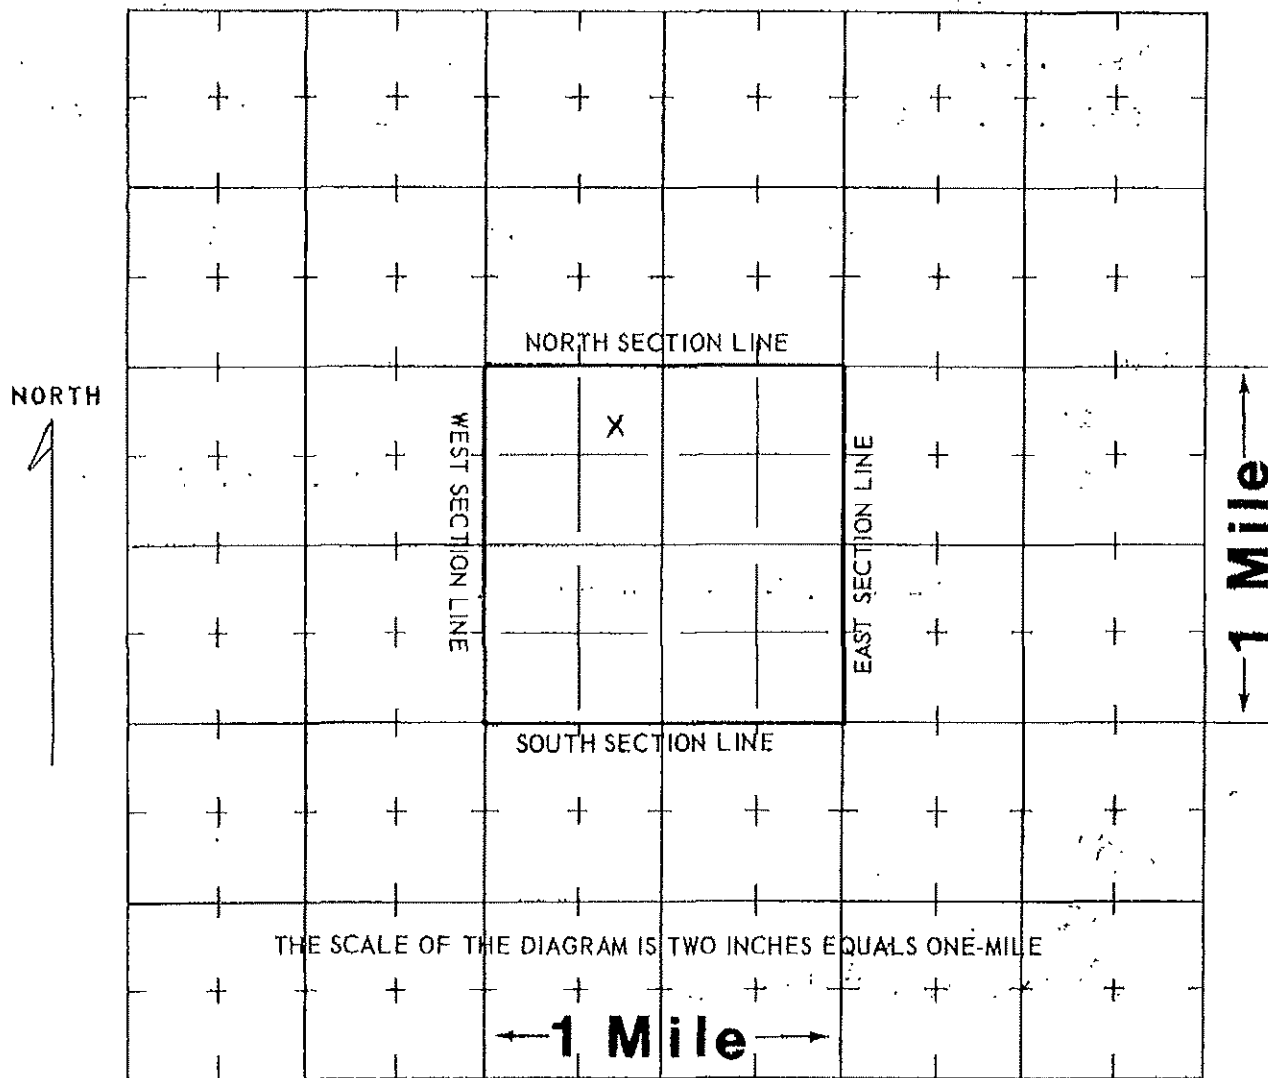 NORTH SECTION LINE
NORTH
X
WEST SECTION LINE
EAST SECTION LINE
1 Mile
SOUTH SECTION LINE
THE SCALE OF THE DIAGRAM IS TWO INCHES EQUALS ONE-MILE
1 Mile